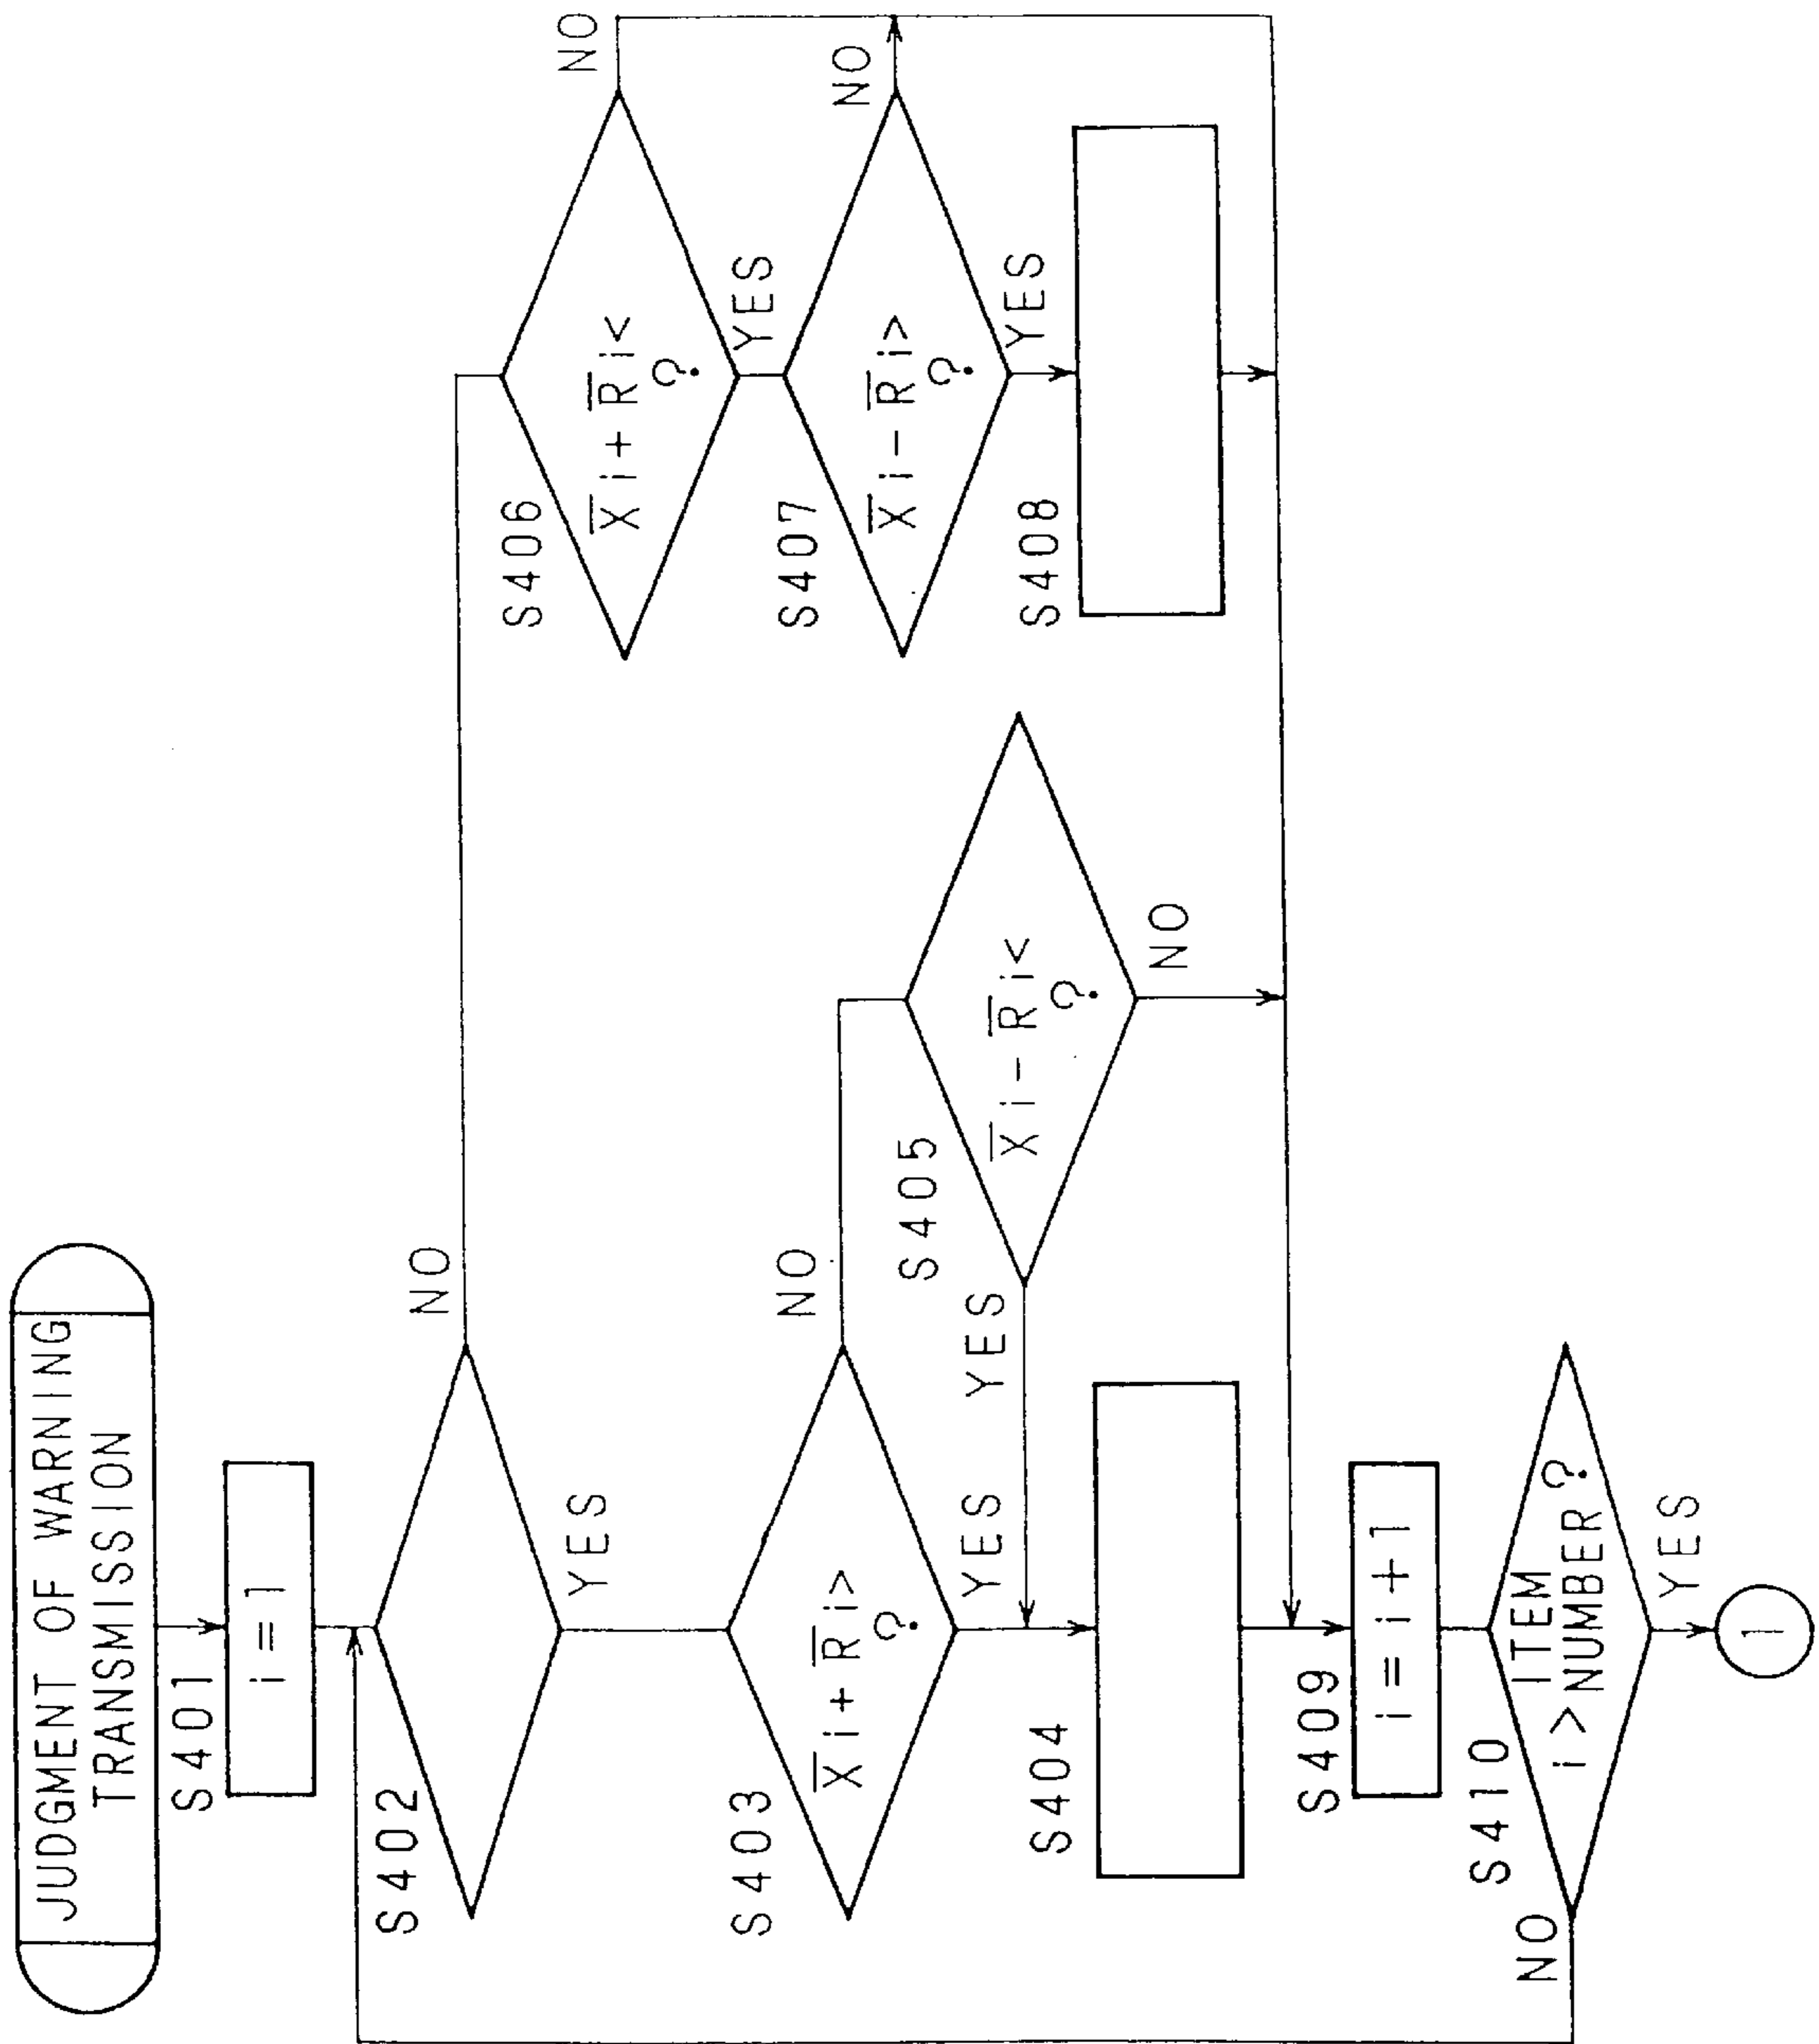 JUDGMENT OF WARNING
TRANSMISSION
S401
i = 1
S402
NO
YES
S403
X̅i + R̅i>
?
NO
YES
S405
X̅i - R̅i<
?
YES
NO
S404
S406
X̅i + R̅i<
?
NO
YES
S407
X̅i - R̅i>
?
NO
YES
S408
S409
i = i + 1
S410
ITEM
i > NUMBER ?
NO
YES
1